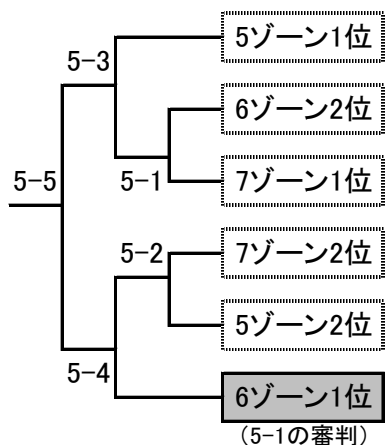 5-3
5ゾーン1位
6ゾーン2位
5-5
5-1
7ゾーン1位
5-2
7ゾーン2位
5ゾーン2位
5-4
6ゾーン1位
(5-1の審判)